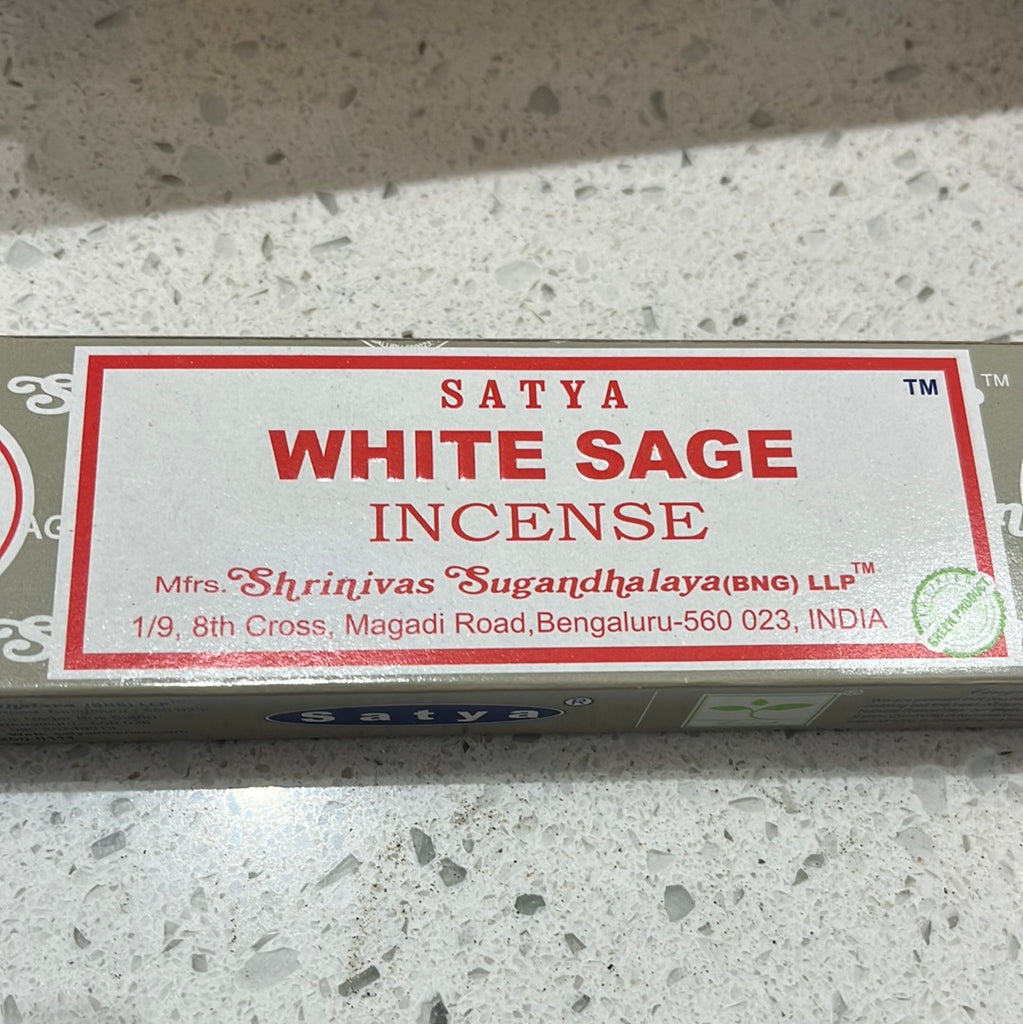 SATYA
TM
WHITE SAGE
INCENSE
Mfrs. Shrinivas Sugandhalaya (BNG) LLP™
1/9, 8th Cross, Magadi Road, Bengaluru-560 023, INDIA
TM
Satya®